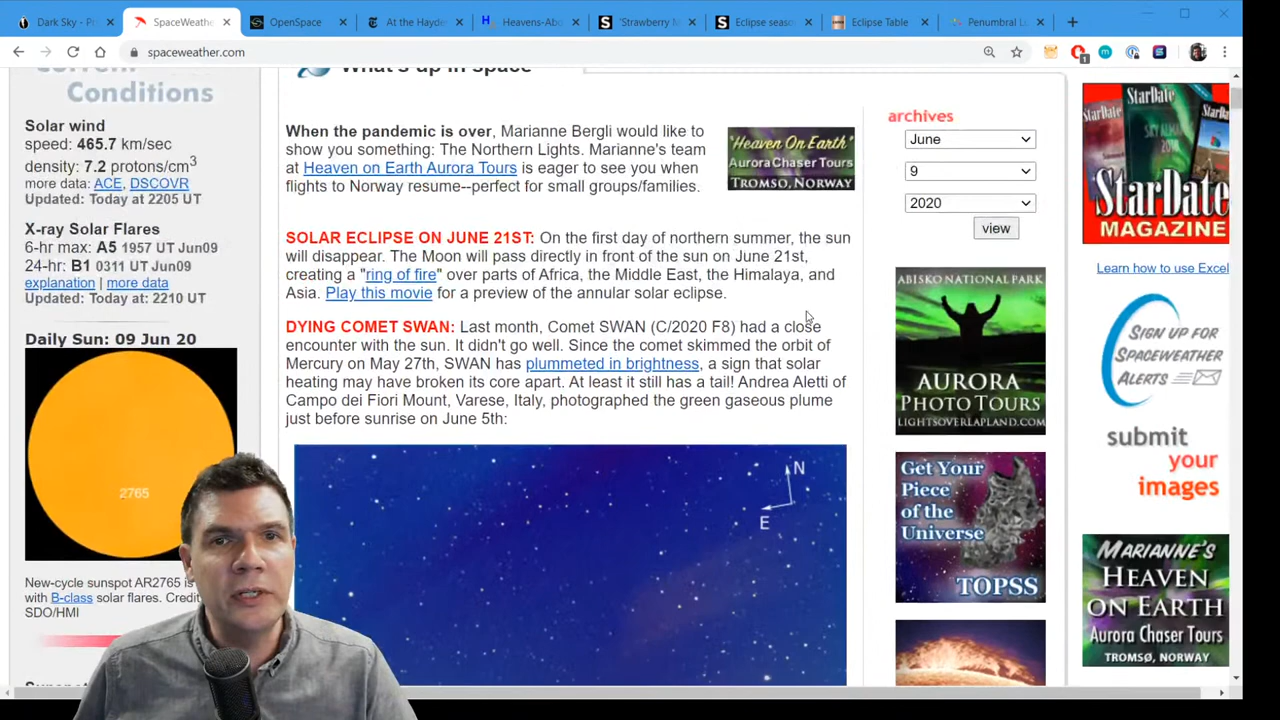 Dark Sky - P
SpaceWeathe
OpenSpace
At the Hayde
Heavens-Abo
'Strawberry M
Eclipse seaso
Eclipse Table
Penumbral L
spaceweather.com
1
Current
Conditions
Solar wind
speed: 465.7 km/sec
density: 7.2 protons/cm3
more data: ACE, DSCOVR
Updated: Today at 2205 UT
X-ray Solar Flares
6-hr max: A5 1957 UT Jun09
24-hr: B1 0311 UT Jun09
explanation | more data
Updated: Today at: 2210 UT
Daily Sun: 09 Jun 20
2765
New-cycle sunspot AR2765 is
with B-class solar flares. Credit
SDO/HMI
What's up in space
When the pandemic is over, Marianne Bergli would like to
show you something: The Northern Lights. Marianne's team
at Heaven on Earth Aurora Tours is eager to see you when
flights to Norway resume--perfect for small groups/families.
"Heaven On Earth"
Aurora Chaser Tours
Tromso, Norway
SOLAR ECLIPSE ON JUNE 21ST: On the first day of northern summer, the sun
will disappear. The Moon will pass directly in front of the sun on June 21st,
creating a "ring of fire" over parts of Africa, the Middle East, the Himalaya, and
Asia. Play this movie for a preview of the annular solar eclipse.
DYING COMET SWAN: Last month, Comet SWAN (C/2020 F8) had a close
encounter with the sun. It didn't go well. Since the comet skimmed the orbit of
Mercury on May 27th, SWAN has plummeted in brightness, a sign that solar
heating may have broken its core apart. At least it still has a tail! Andrea Aletti of
Campo dei Fiori Mount, Varese, Italy, photographed the green gaseous plume
just before sunrise on June 5th:
N
E
archives
June
9
2020
view
ABISKO NATIONAL PARK
AURORA
PHOTO TOURS
LIGHTSOVERLAPLAND.COM
Get Your
Piece
of the
Universe
TOPSS
StarDate
StarDate
SKY ALMANAC
2018
StarDate
MAGAZINE
Learn how to use Excel
SIGN UP FOR
SPACEWEATHER
ALERTS
submit
your
images
MARIANNE'S
HEAVEN
ON EARTH
Aurora Chaser Tours
TROMSØ, NORWAY